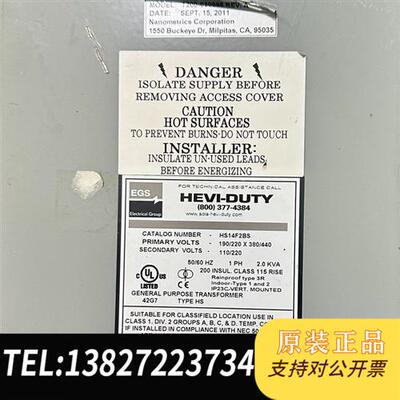 DATE: SEP. 15, 2011
Nanometrics Corporation
1550 Buckeye Dr, Milpitas, CA, 95035
DANGER
ISOLATE SUPPLY BEFORE
REMOVING ACCESS COVER
CAUTION
HOT SURFACES
TO PREVENT BURNS-DO NOT TOUCH
INSTALLER:
INSULATE UN-USED LEADS,
BEFORE ENERGIZING
EGS
Electrical Group
FOR TECHNICAL ASSISTANCE CALL
HEVI-DUTY
(800) 377-4384
www.sola-hevi-duty.com
CATALOG NUMBER - HS14F2BS
PRIMARY VOLTS - 190/220 X 380/440
SECONDARY VOLTS - 110/220
50/60 HZ 1 PH 2.0 KVA
200 INSUL. CLASS 115 RISE
Rainproof type 3R
Indoor-Type 1 and 2
IP23C-VERT. MOUNTED
UL
LISTED
GENERAL PURPOSE TRANSFORMER
42G7 TYPE HS
SUITABLE FOR CLASSIFIED LOCATION USE IN
CLASS 1, DIV. 2 GROUPS A, B, C, & D, TEMP. CO
IF INSTALLED IN COMPLIANCE WITH NEC 50
原装正品
TEL:13827223734
支持对公开票